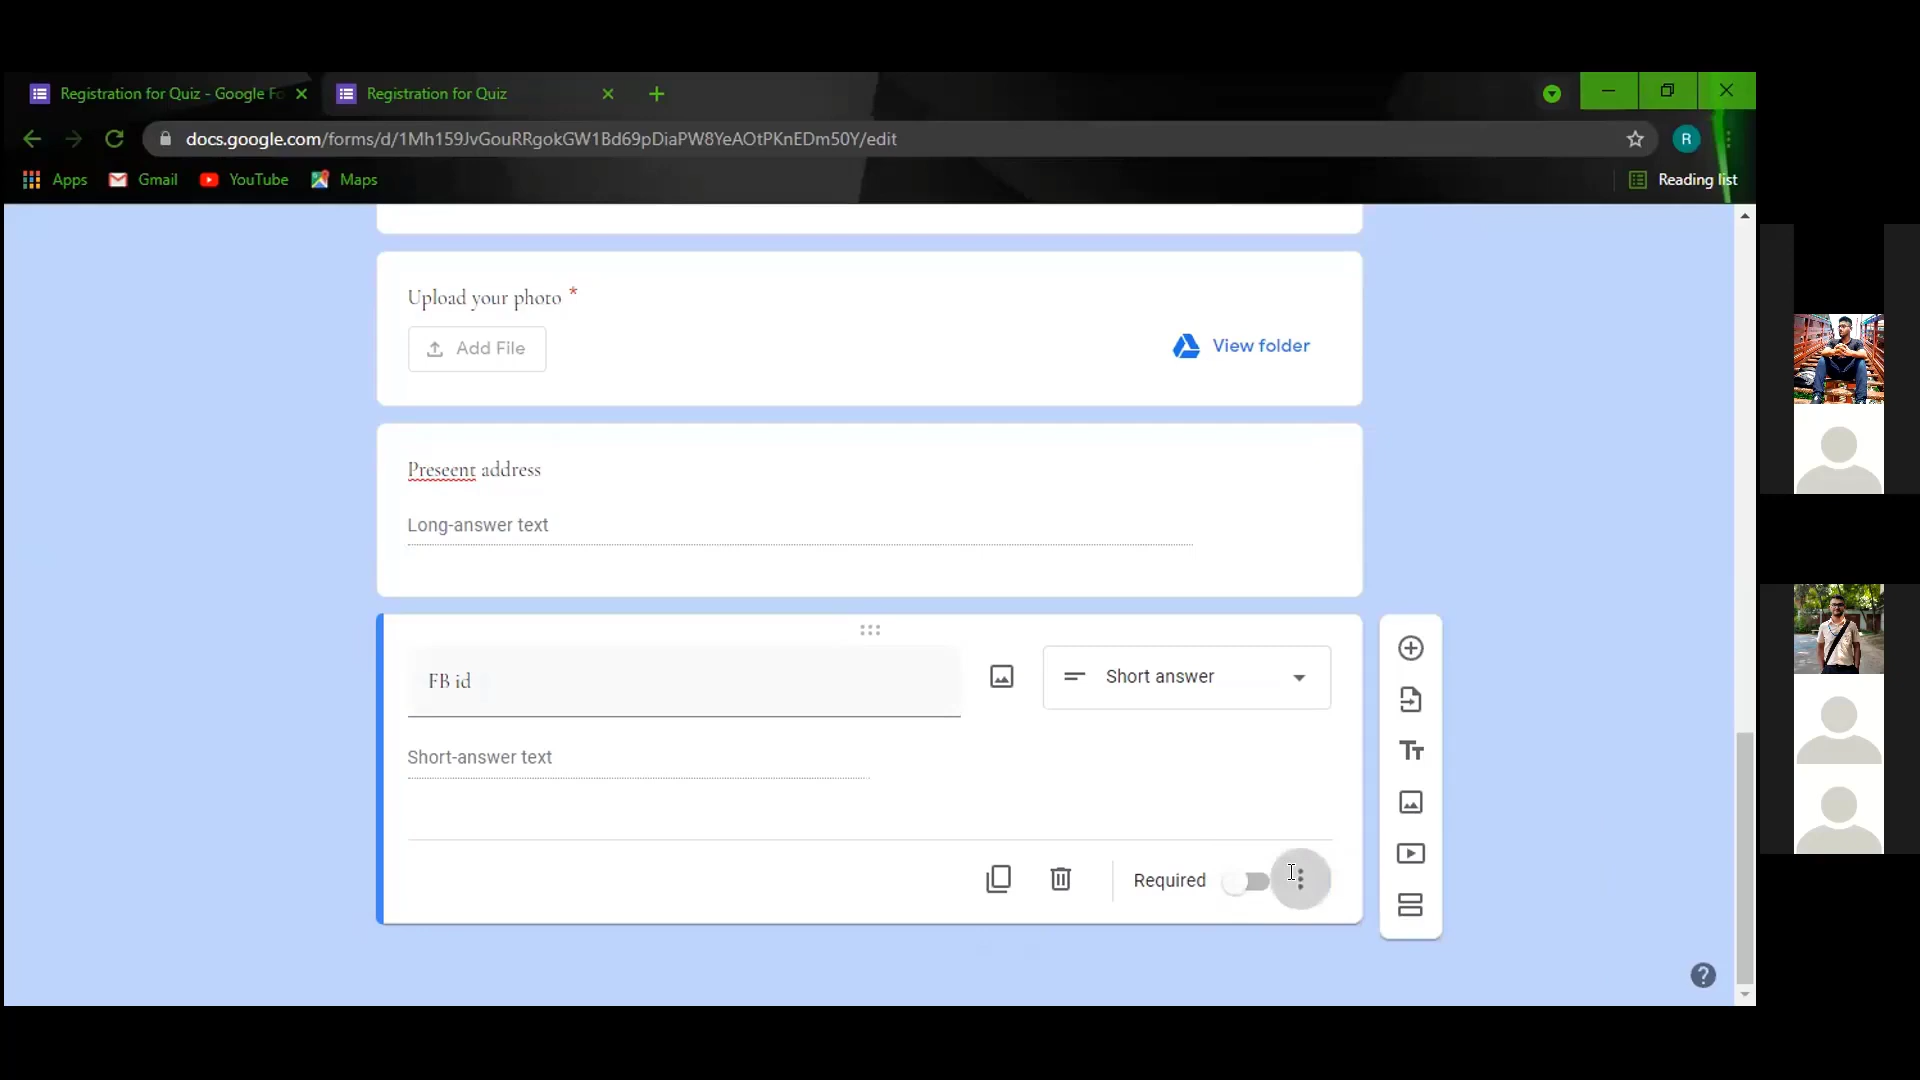 Registration for Quiz - Google Fo
Registration for Quiz
docs.google.com/forms/d/1Mh159JvGouRRgokGW1Bd69pDiaPW8YeAOtPKnEDm50Y/edit
R
Apps
Gmail
YouTube
Maps
Reading list
Upload your photo *
Add File
View folder
Preseent address
Long-answer text
FB id
Short answer
Short-answer text
Required